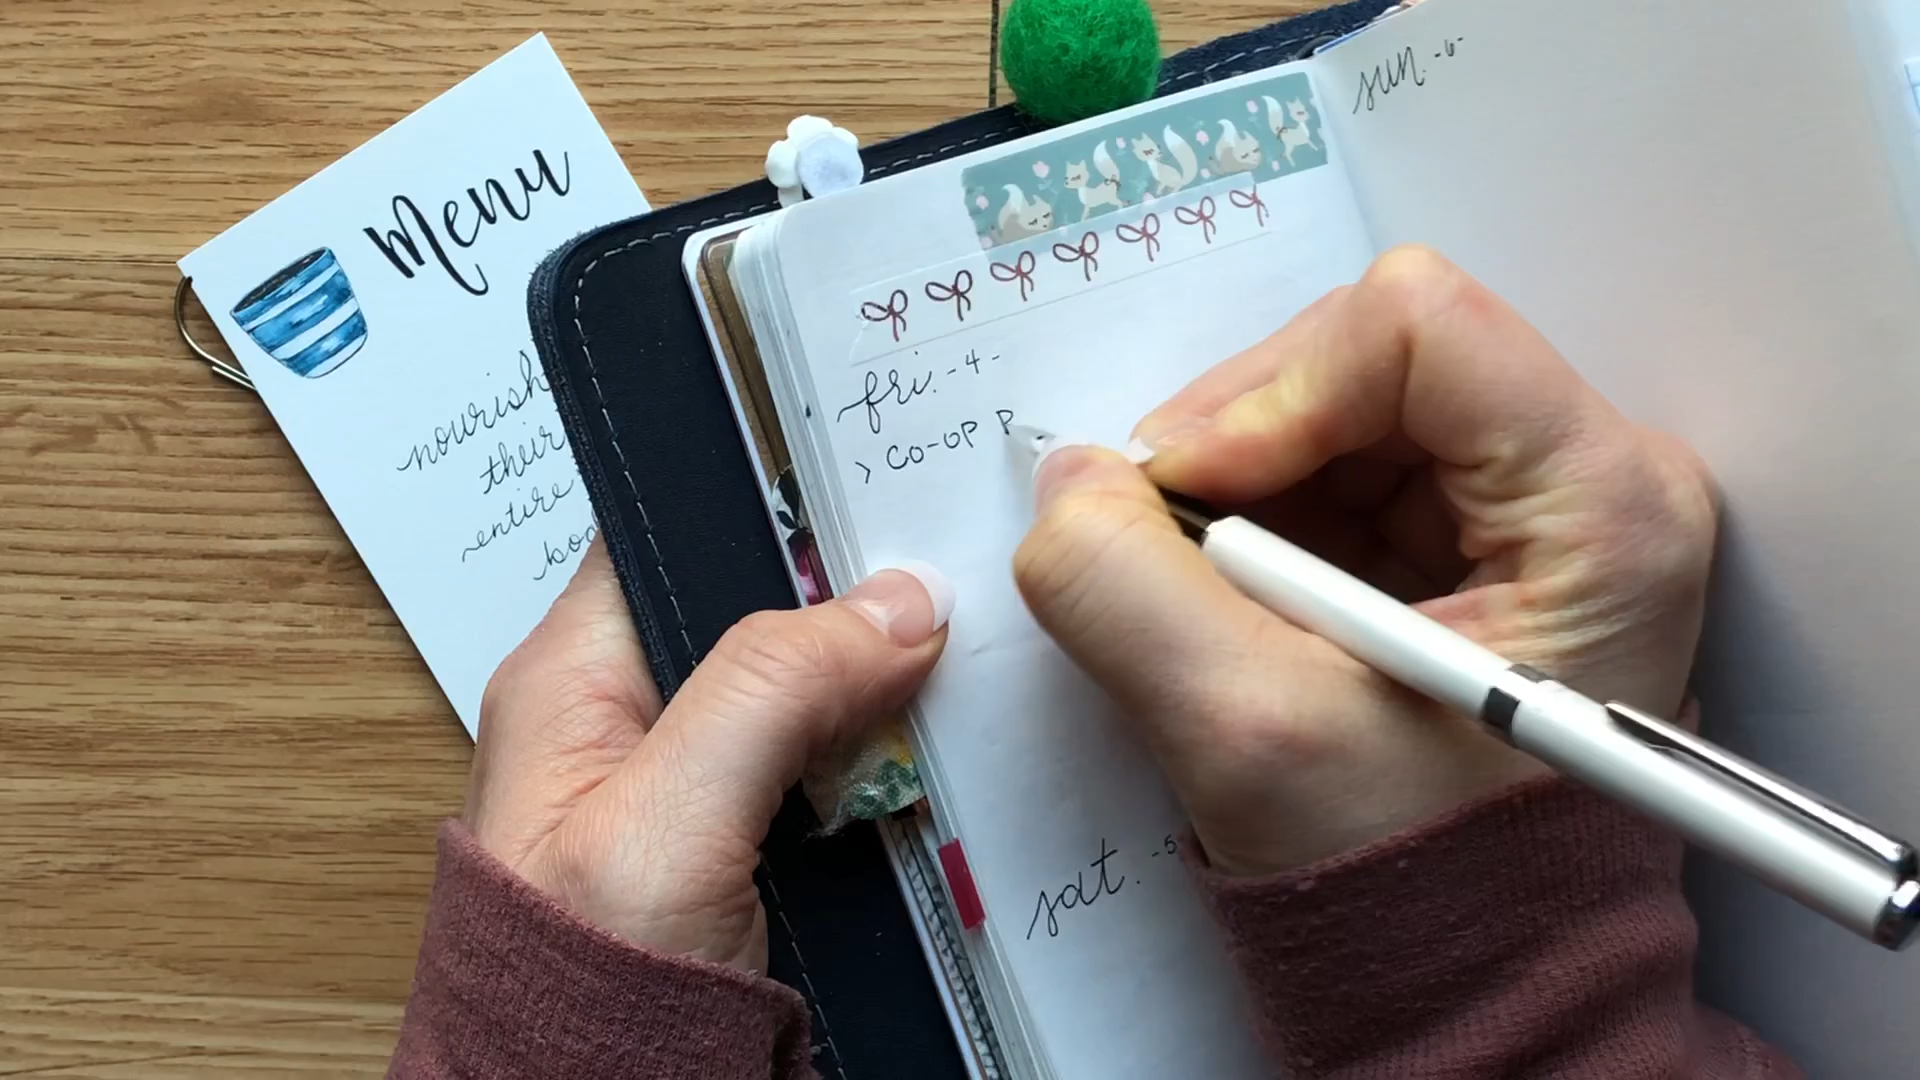 Menu
nourish
their
entire
sun. -6-
fri. -4-
> CO-OP P
sat. -5